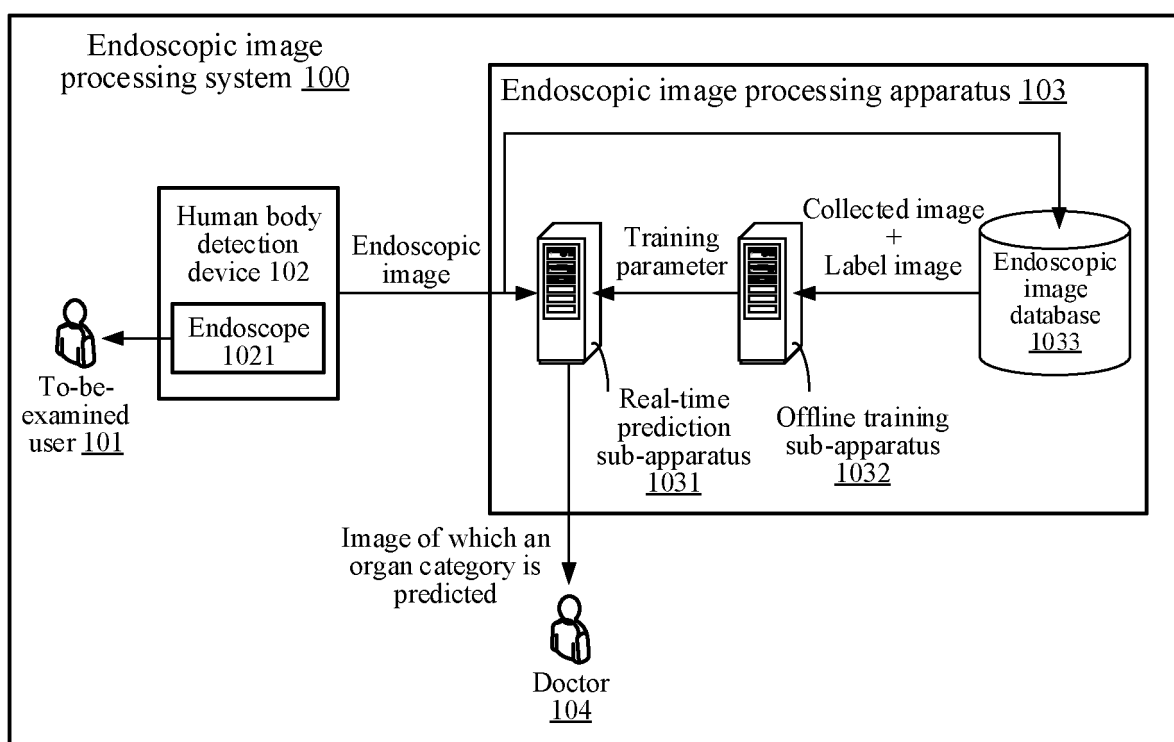 Endoscopic image
processing system 100
Endoscopic image processing apparatus 103
Human body
detection
device 102
Endoscope
1021
To-be-
examined
user 101
Endoscopic
image
Training
parameter
Collected image
+
Label image
Endoscopic
image
database
1033
Real-time
prediction
sub-apparatus
1031
Offline training
sub-apparatus
1032
Image of which an
organ category is
predicted
Doctor
104